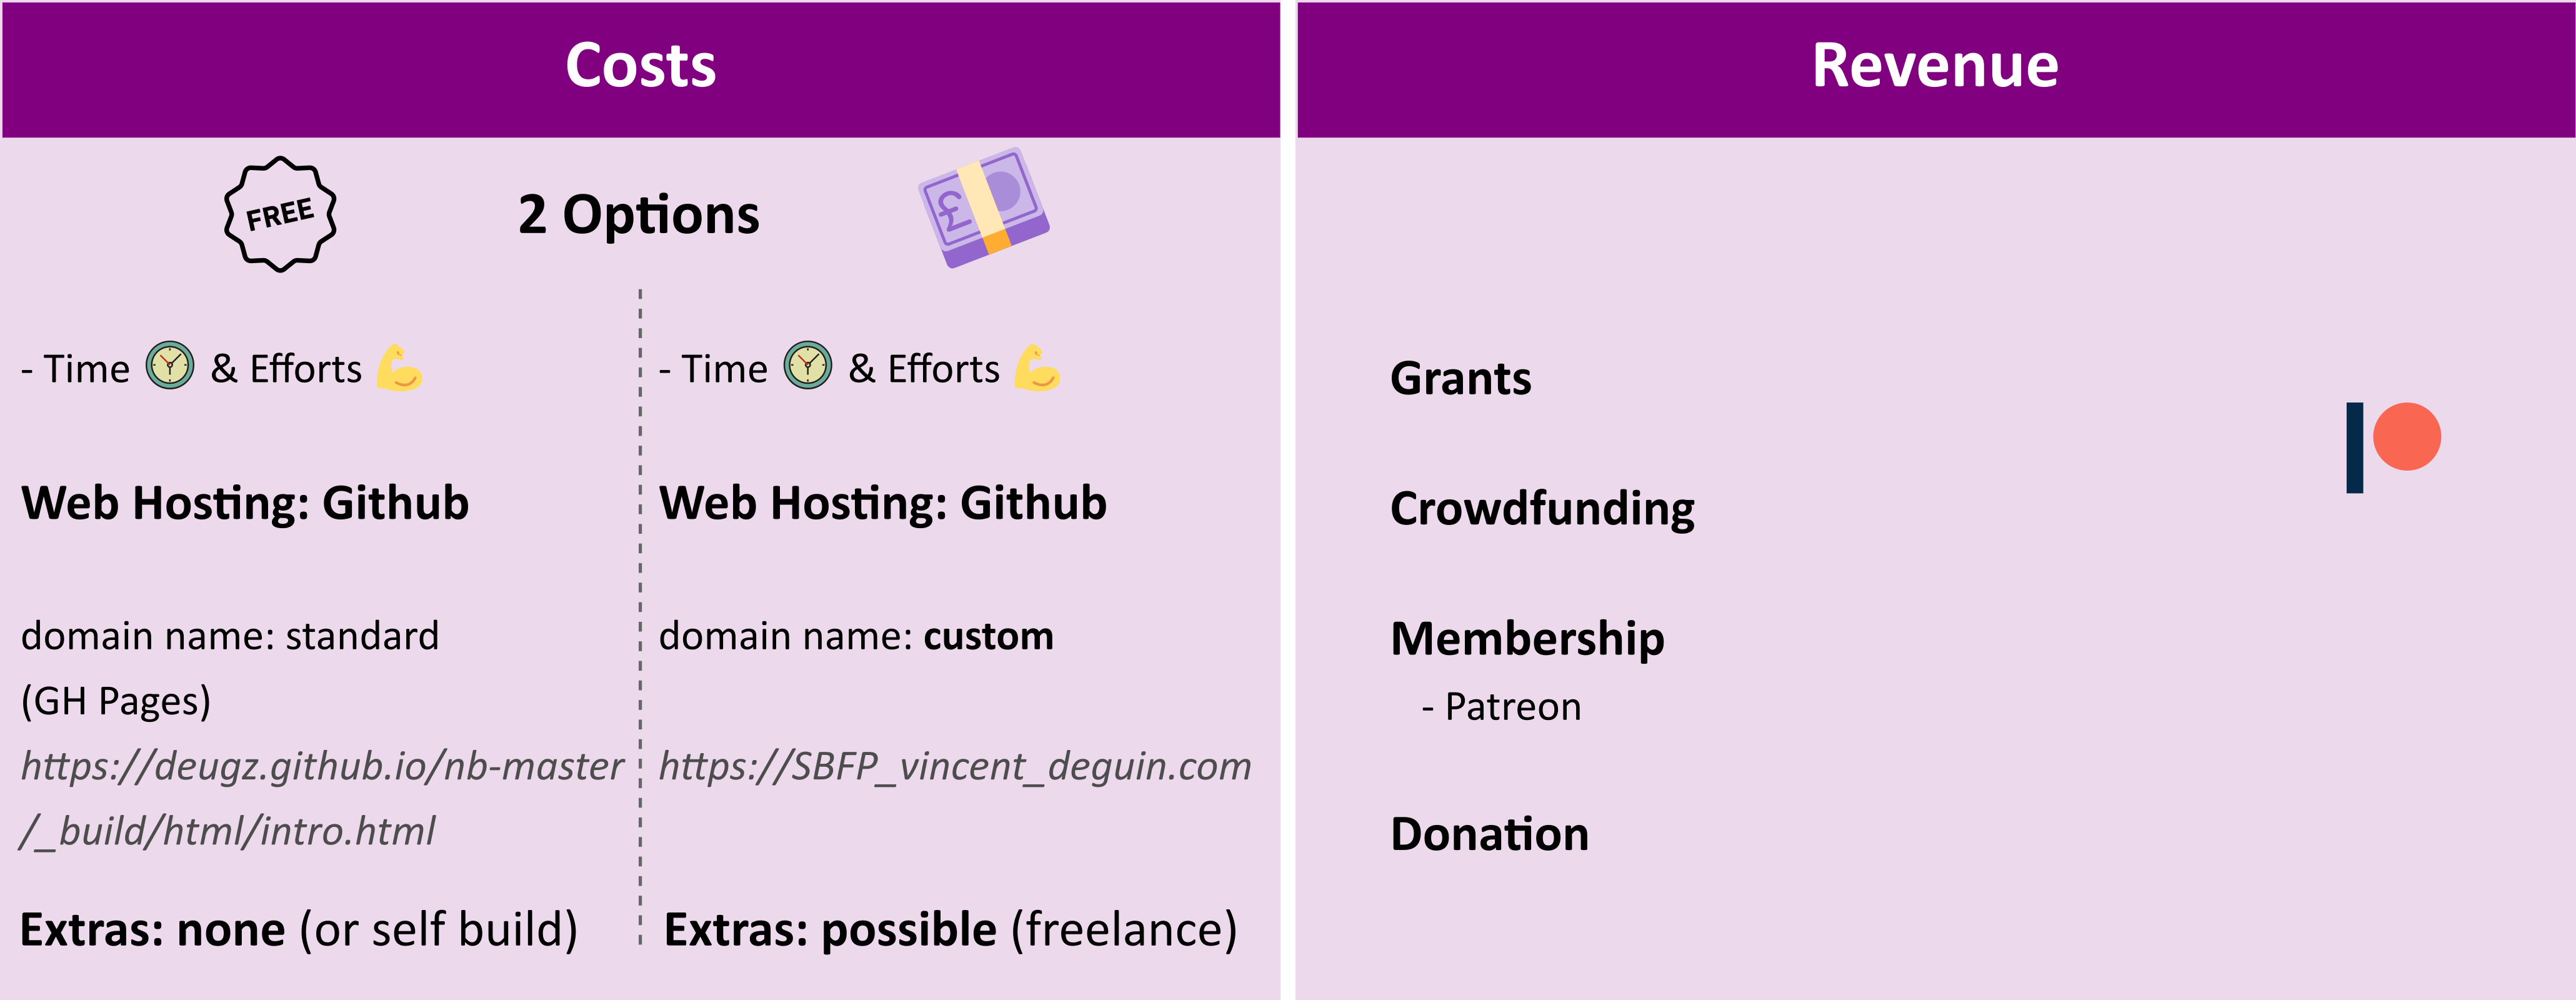 Costs
FREE
2 Options
£
- Time & Efforts
Web Hosting: Github
domain name: standard
(GH Pages)
https://deugz.github.io/nb-master
/_build/html/intro.html
Extras: none (or self build)
- Time & Efforts
Web Hosting: Github
domain name: custom
https://SBFP_vincent_deguin.com
Extras: possible (freelance)
Revenue
Grants
Crowdfunding
Membership
- Patreon
Donation